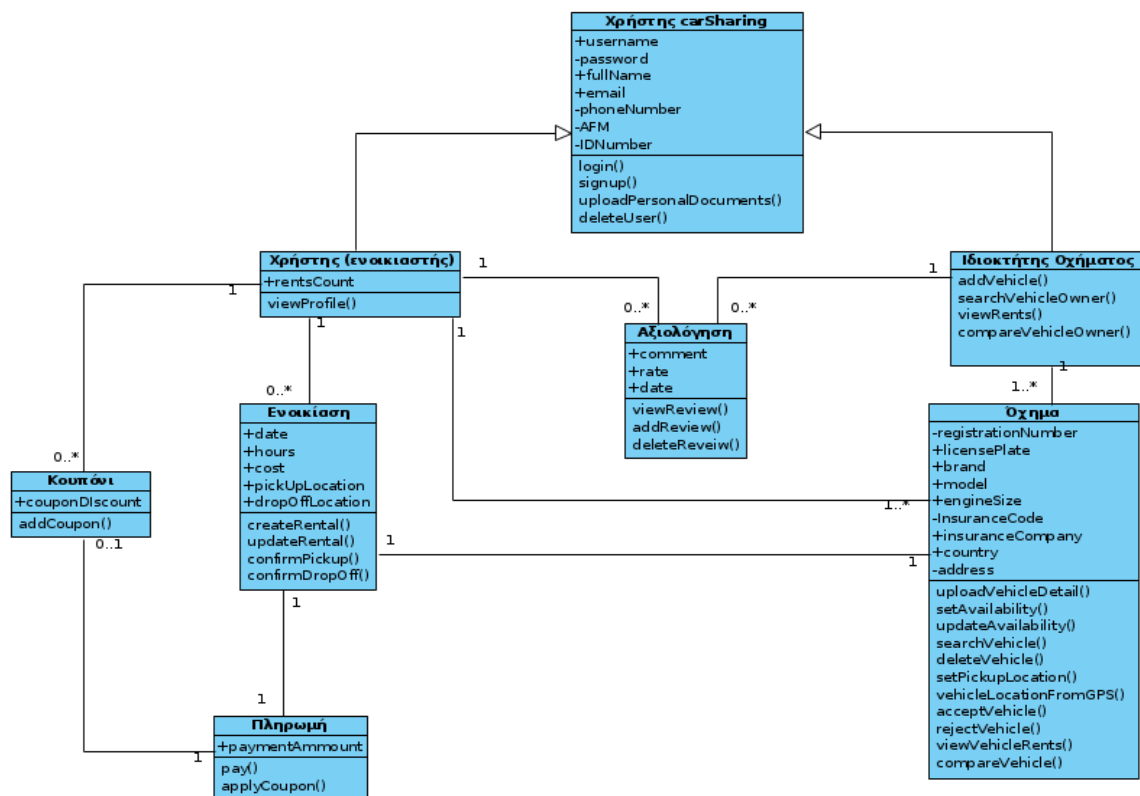 Χρήστης carSharing
+username
-password
+fullName
+email
-phoneNumber
-AFM
-IDNumber
login()
signup()
uploadPersonalDocuments()
deleteUser()
Χρήστης (ενοικιαστής)
+rentsCount
viewProfile()
1
1
1
1
0..*
0..*
1
Ιδιοκτήτης Οχήματος
addVehicle()
searchVehicleOwner()
viewRents()
compareVehicleOwner()
1
1..*
Αξιολόγηση
+comment
+rate
+date
viewReview()
addReview()
deleteReveiw()
0..*
Ενοικίαση
+date
+hours
+cost
+pickUpLocation
+dropOffLocation
createRental()
updateRental()
confirmPickup()
confirmDropOff()
1
1
1
1..*
Όχημα
-registrationNumber
+licensePlate
+brand
+model
+engineSize
-InsuranceCode
+insuranceCompany
+country
-address
uploadVehicleDetail()
setAvailability()
updateAvailability()
searchVehicle()
deleteVehicle()
setPickupLocation()
vehicleLocationFromGPS()
acceptVehicle()
rejectVehicle()
viewVehicleRents()
compareVehicle()
0..*
Κουπόνι
+couponDIscount
addCoupon()
0..1
1
1
Πληρωμή
+paymentAmmount
pay()
applyCoupon()